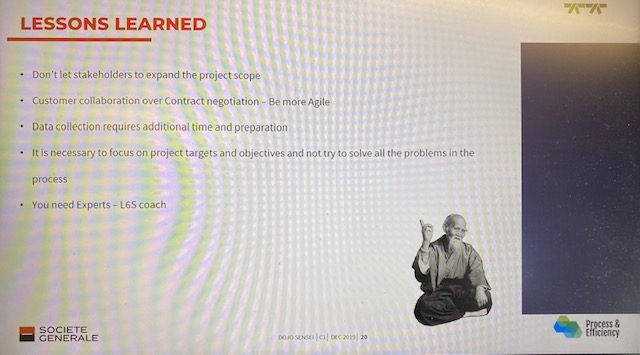 LESSONS LEARNED
• Don't let stakeholders to expand the project scope
• Customer collaboration over Contract negotiation – Be more Agile
• Data collection requires additional time and preparation
• It is necessary to focus on project targets and objectives and not try to solve all the problems in the
process
• You need Experts – L6S coach
SOCIETE
GENERALE
DOJO SENSEI | C1 | DEC 2019 | 20
Process &
Efficiency